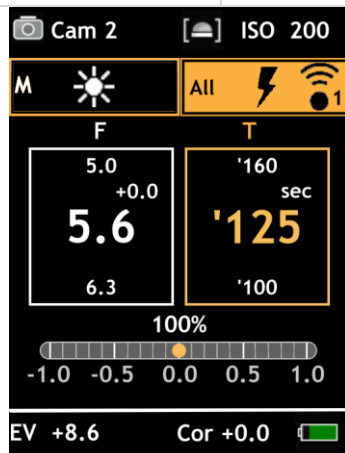 Cam 2 ISO 200
M All 1
F T
5.0 '160
+0.0 sec
5.6 '125
6.3 '100
100%
-1.0 -0.5 0.0 0.5 1.0
EV +8.6 Cor +0.0